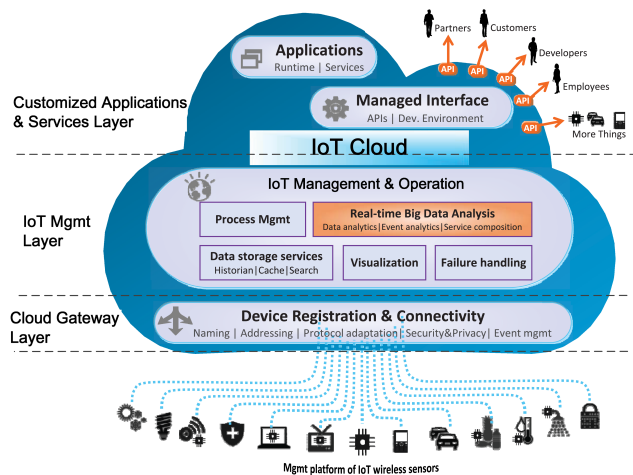 Partners
Customers
Developers
Employees
More Things
API
API
API
API
API
Applications
Runtime | Services
Managed Interface
APIs | Dev. Environment
Customized Applications
& Services Layer
IoT Cloud
IoT Management & Operation
IoT Mgmt
Layer
Process Mgmt
Real-time Big Data Analysis
Data analytics|Event analytics|Service composition
Data storage services
Historian|Cache|Search
Visualization
Failure handling
Cloud Gateway
Layer
Device Registration & Connectivity
Naming | Addressing | Protocol adaptation| Security&Privacy| Event mgmt
Mgmt platform of IoT wireless sensors